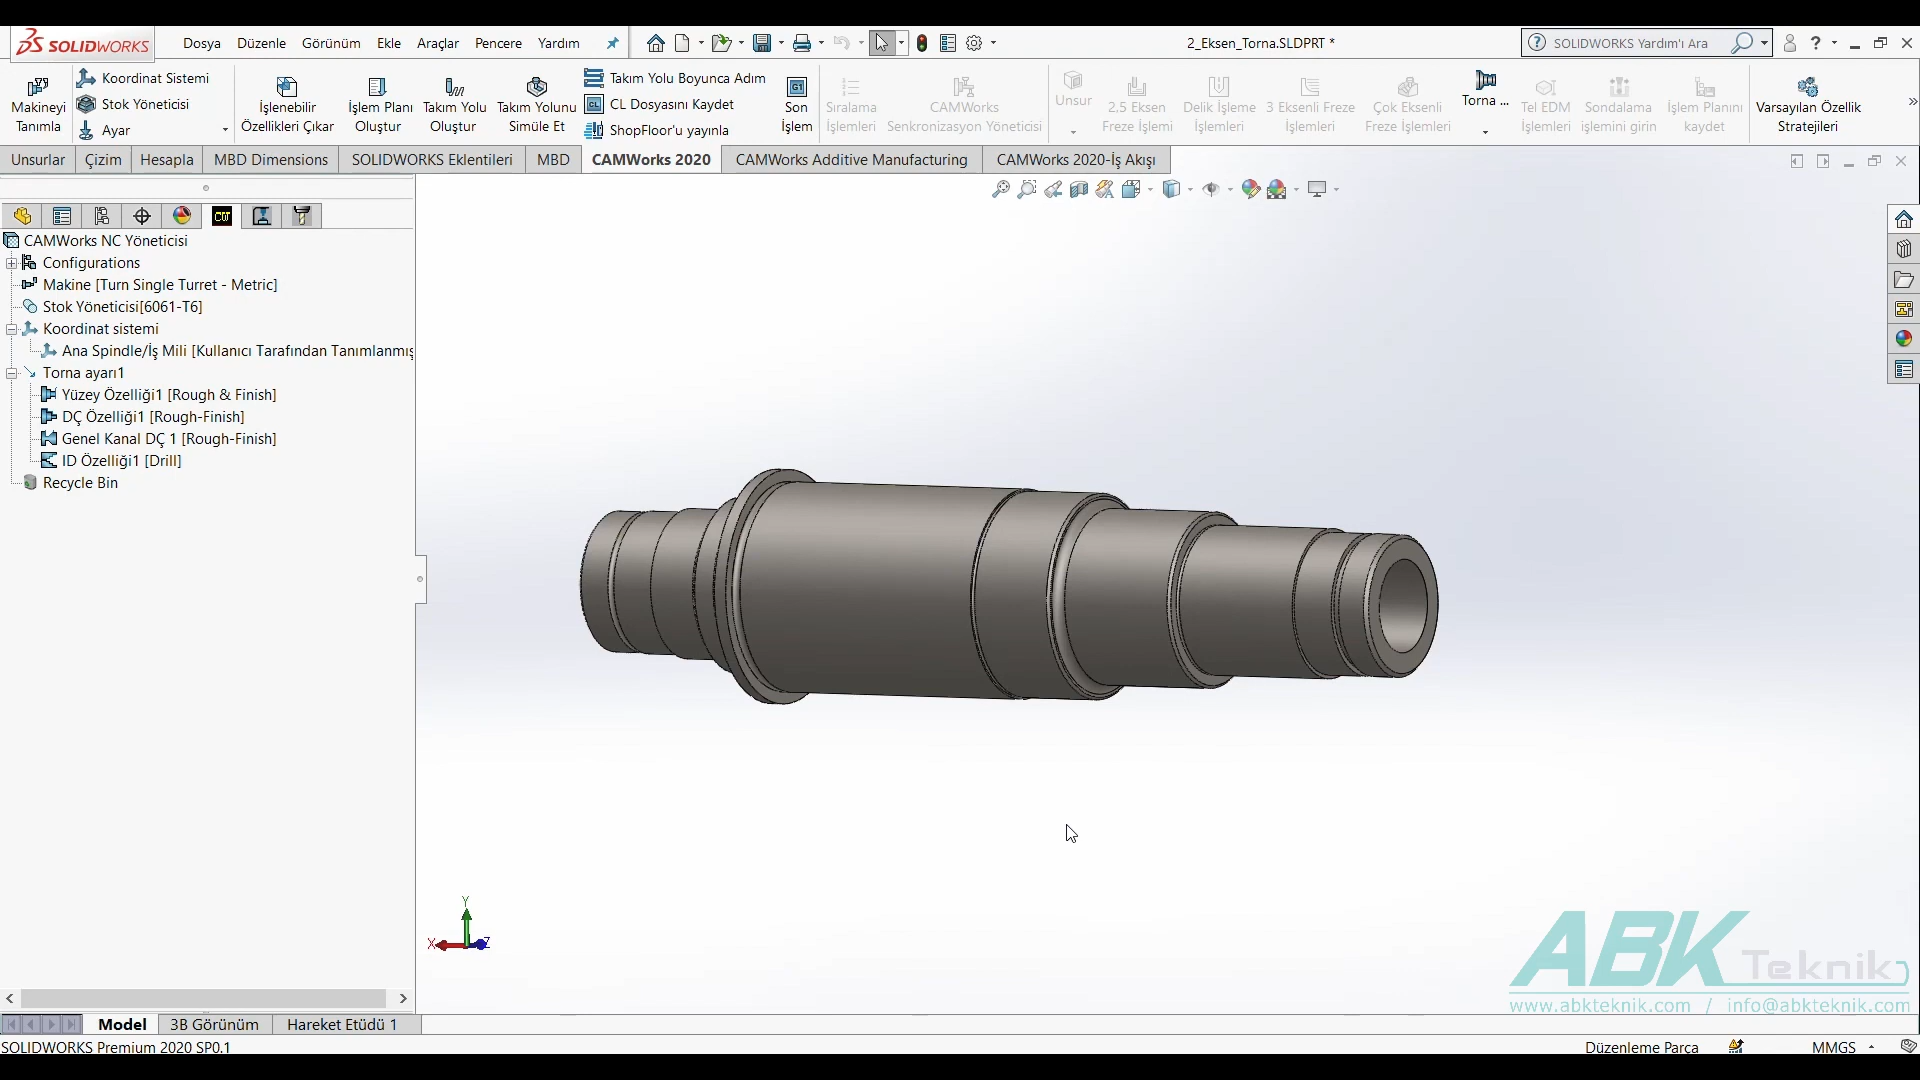 SOLIDWORKS
Dosya Düzenle Görünüm Ekle Araçlar Pencere Yardım
2_Eksen_Torna.SLDPRT *
SOLIDWORKS Yardım'ı Ara
Makineyi Tanımla
Koordinat Sistemi
Stok Yöneticisi
Ayar
İşlenebilir Özellikleri Çıkar
İşlem Planı Oluştur
Takım Yolu Oluştur
Takım Yolunu Simüle Et
Takım Yolu Boyunca Adım
CL Dosyasını Kaydet
ShopFloor'u yayınla
Son İşlem
Sıralama İşlemleri
CAMWorks Senkronizasyon Yöneticisi
Unsur
2,5 Eksen Freze İşlemi
Delik İşleme İşlemleri
3 Eksenli Freze İşlemleri
Çok Eksenli Freze İşlemleri
Torna ...
Tel EDM İşlemleri
Sondalama işlemini girin
İşlem Planını kaydet
Varsayılan Özellik Stratejileri
Unsurlar Çizim Hesapla MBD Dimensions SOLIDWORKS Eklentileri MBD CAMWorks 2020 CAMWorks Additive Manufacturing CAMWorks 2020-İş Akışı
CAMWorks NC Yöneticisi
Configurations
Makine [Turn Single Turret - Metric]
Stok Yöneticisi[6061-T6]
Koordinat sistemi
Ana Spindle/İş Mili [Kullanıcı Tarafından Tanımlanmış
Torna ayarı1
Yüzey Özelliği1 [Rough & Finish]
DÇ Özelliği1 [Rough-Finish]
Genel Kanal DÇ 1 [Rough-Finish]
ID Özelliği1 [Drill]
Recycle Bin
Y
X Z
ABK Teknik
www.abkteknik.com / info@abkteknik.com
Model 3B Görünüm Hareket Etüdü 1
SOLIDWORKS Premium 2020 SP0.1
Düzenleme Parça MMGS